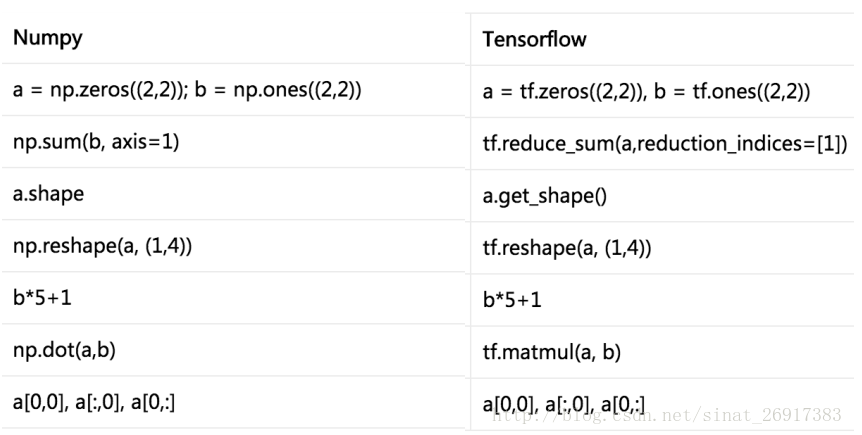 Numpy Tensorflow
a = np.zeros((2,2)); b = np.ones((2,2)) a = tf.zeros((2,2)), b = tf.ones((2,2))
np.sum(b, axis=1) tf.reduce_sum(a,reduction_indices=[1])
a.shape a.get_shape()
np.reshape(a, (1,4)) tf.reshape(a, (1,4))
b*5+1 b*5+1
np.dot(a,b) tf.matmul(a, b)
a[0,0], a[:,0], a[0,:] a[0,0], a[:,0], a[0,:]
http://blog.csdn.net/sinat_26917383